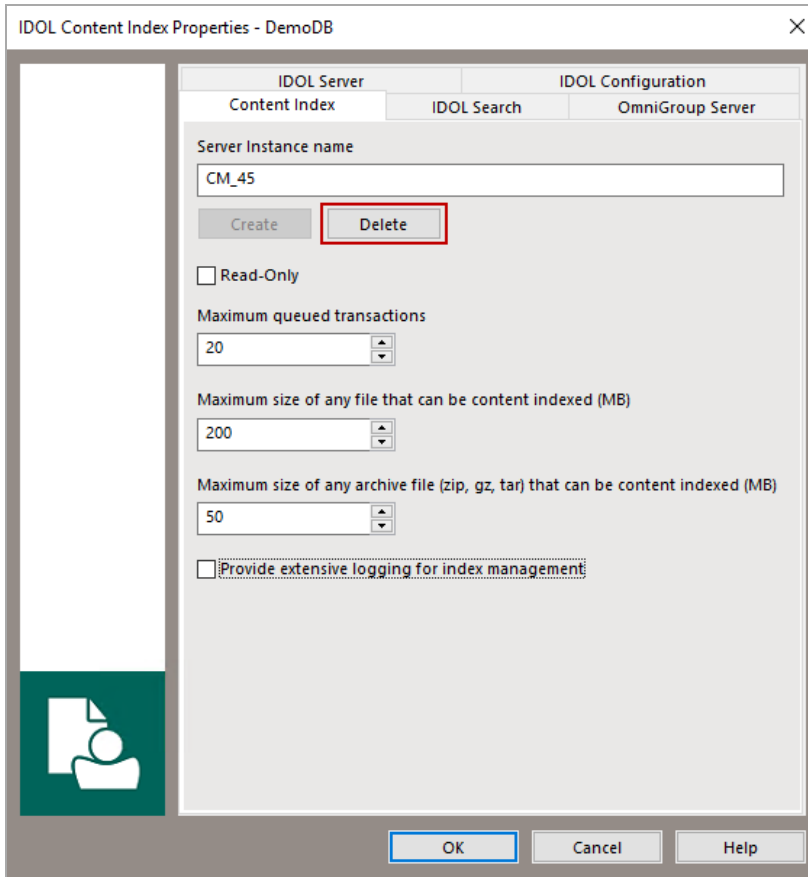 IDOL Content Index Properties - DemoDB
IDOL Server
IDOL Configuration
Content Index
IDOL Search
OmniGroup Server
Server Instance name
CM_45
Create
Delete
Read-Only
Maximum queued transactions
20
Maximum size of any file that can be content indexed (MB)
200
Maximum size of any archive file (zip, gz, tar) that can be content indexed (MB)
50
Provide extensive logging for index management
OK
Cancel
Help